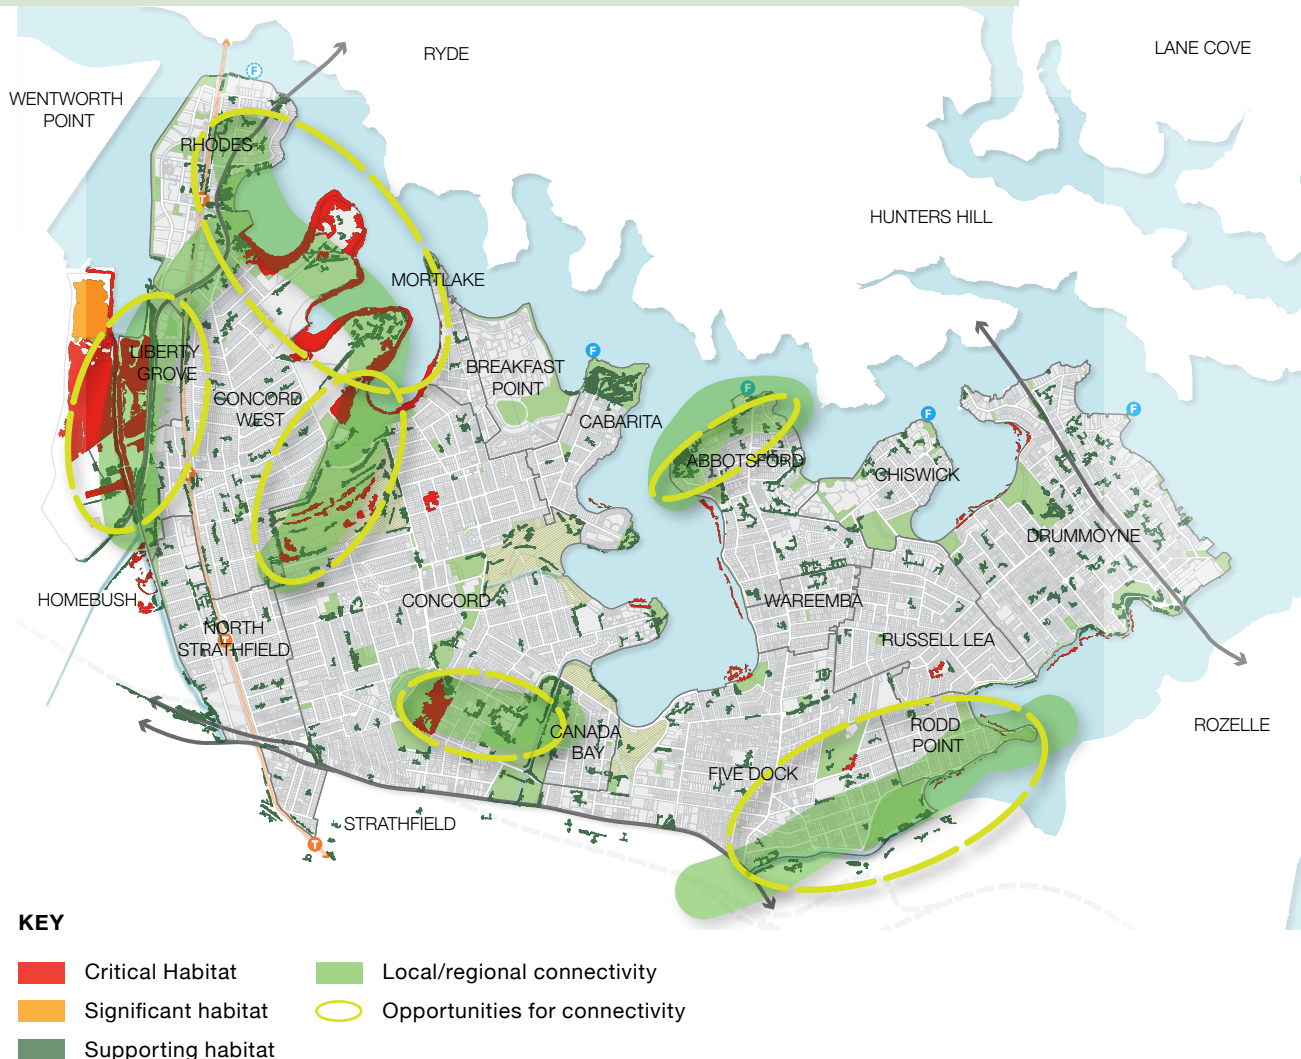 RYDE
LANE COVE
WENTWORTH
POINT
F
RHODES
T
HUNTERS HILL
MORTLAKE
LIBERTY
GROVE
F
BREAKFAST
POINT
CONCORD
WEST
F
CABARITA
F
F
ABBOTSFORD
CHISWICK
T
DRUMMOYNE
HOMEBUSH
CONCORD
WAREEMBA
NORTH
STRATHFIELD
T
RUSSELL LEA
CANADA
BAY
RODD
POINT
ROZELLE
FIVE DOCK
STRATHFIELD
T
KEY
Critical Habitat
Significant habitat
Supporting habitat
Local/regional connectivity
Opportunities for connectivity